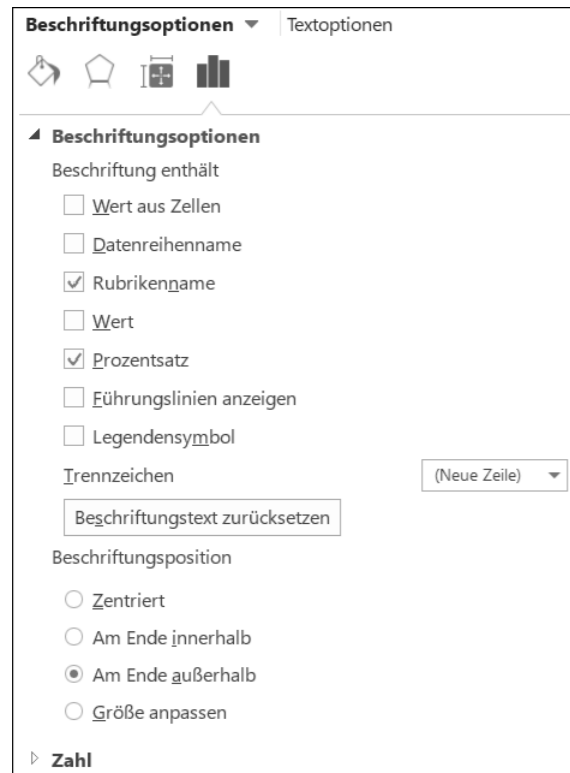 Beschriftungsoptionen Textoptionen
Beschriftungsoptionen
Beschriftung enthält
Wert aus Zellen
Datenreihenname
Rubrikenname
Wert
Prozentsatz
Führungslinien anzeigen
Legendensymbol
Trennzeichen (Neue Zeile)
Beschriftungstext zurücksetzen
Beschriftungsposition
Zentriert
Am Ende innerhalb
Am Ende außerhalb
Größe anpassen
Zahl